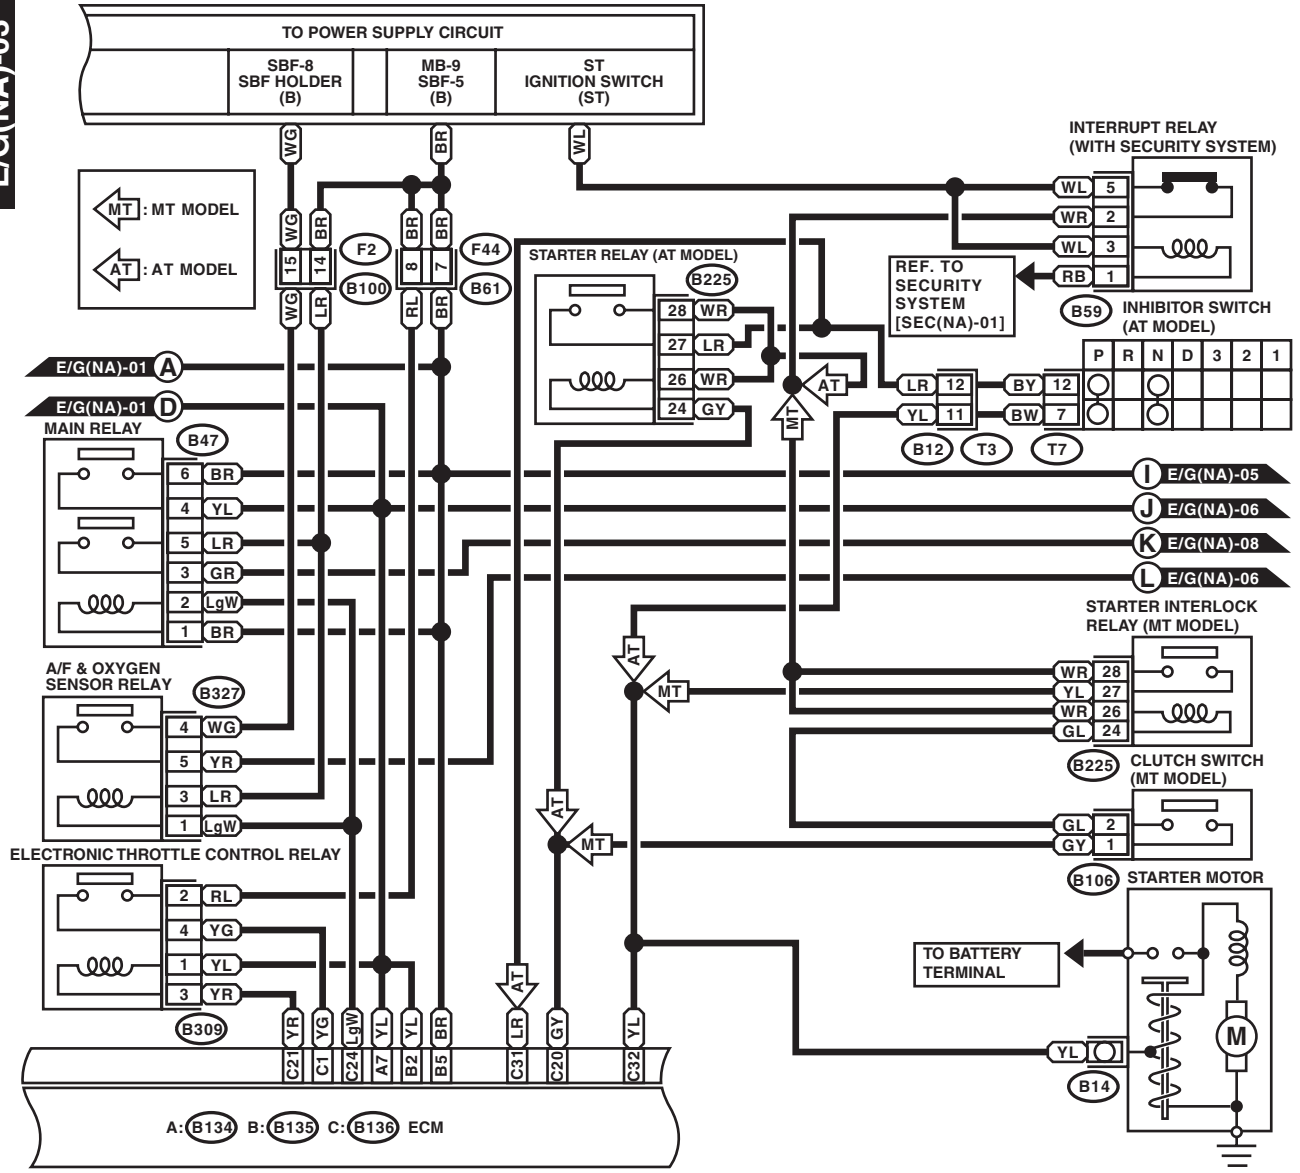 E/G(NA)-03
TO POWER SUPPLY CIRCUIT
SBF-8
SBF HOLDER
(B)
MB-9
SBF-5
(B)
ST
IGNITION SWITCH
(ST)
WG
BR
WL
MT : MT MODEL
AT : AT MODEL
WG BR BR BR
15 14 8 7
F2 F44
B100 B61
WG LR RL BR
INTERRUPT RELAY
(WITH SECURITY SYSTEM)
WL 5
WR 2
WL 3
RB 1
B59
REF. TO
SECURITY
SYSTEM
[SEC(NA)-01]
STARTER RELAY (AT MODEL)
B225
28 WR
27 LR
26 WR
24 GY
AT
MT
INHIBITOR SWITCH
(AT MODEL)
P R N D 3 2 1
LR 12 BY 12
YL 11 BW 7
B12 T3 T7
E/G(NA)-01 A
E/G(NA)-01 D
MAIN RELAY
B47
6 BR
4 YL
5 LR
3 GR
2 LgW
1 BR
I E/G(NA)-05
J E/G(NA)-06
K E/G(NA)-08
L E/G(NA)-06
STARTER INTERLOCK
RELAY (MT MODEL)
WR 28
YL 27
WR 26
GL 24
B225
AT
MT
A/F & OXYGEN
SENSOR RELAY
B327
4 WG
5 YR
3 LR
1 LgW
CLUTCH SWITCH
(MT MODEL)
GL 2
GY 1
B106
AT
MT
ELECTRONIC THROTTLE CONTROL RELAY
2 RL
4 YG
1 YL
3 YR
B309
STARTER MOTOR
TO BATTERY
TERMINAL
M
YL
B14
AT
YR YG LgW YL YL BR LR GY YL
C21 C1 C24 A7 B2 B5 C31 C20 C32
A: B134 B: B135 C: B136 ECM